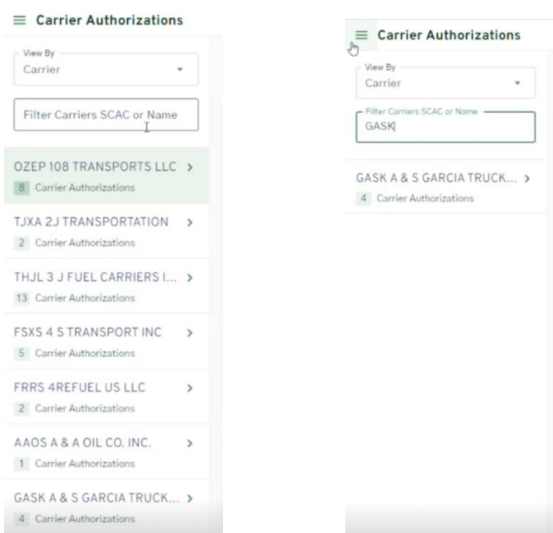 Carrier Authorizations
View By
Carrier
Filter Carriers SCAC or Name
OZEP 108 TRANSPORTS LLC
8 Carrier Authorizations
TJXA 2J TRANSPORTATION
2 Carrier Authorizations
THJL 3 J FUEL CARRIERS I...
13 Carrier Authorizations
FSXS 4 S TRANSPORT INC
5 Carrier Authorizations
FRRS 4REFUEL US LLC
2 Carrier Authorizations
AAOS A & A OIL CO. INC.
1 Carrier Authorizations
GASK A & S GARCIA TRUCK...
4 Carrier Authorizations
Carrier Authorizations
View By
Carrier
Filter Carriers SCAC or Name
GASK
GASK A & S GARCIA TRUCK...
4 Carrier Authorizations